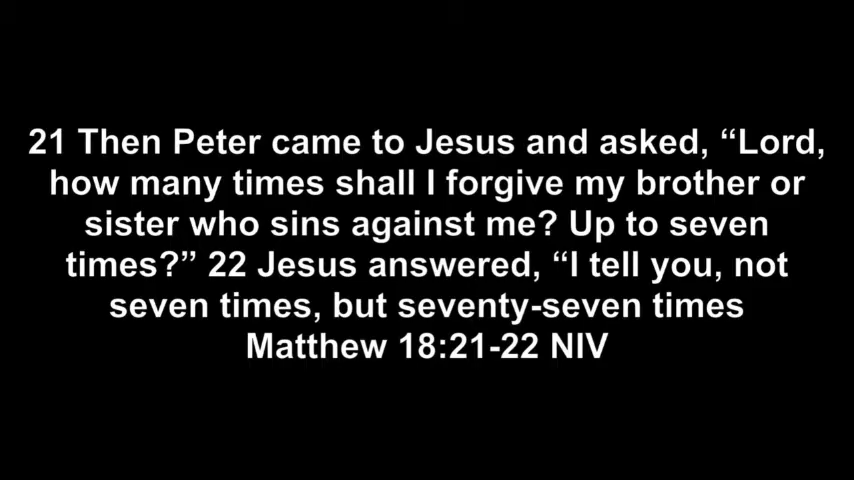 21 Then Peter came to Jesus and asked, “Lord,
how many times shall I forgive my brother or
sister who sins against me? Up to seven
times?” 22 Jesus answered, “I tell you, not
seven times, but seventy-seven times
Matthew 18:21-22 NIV